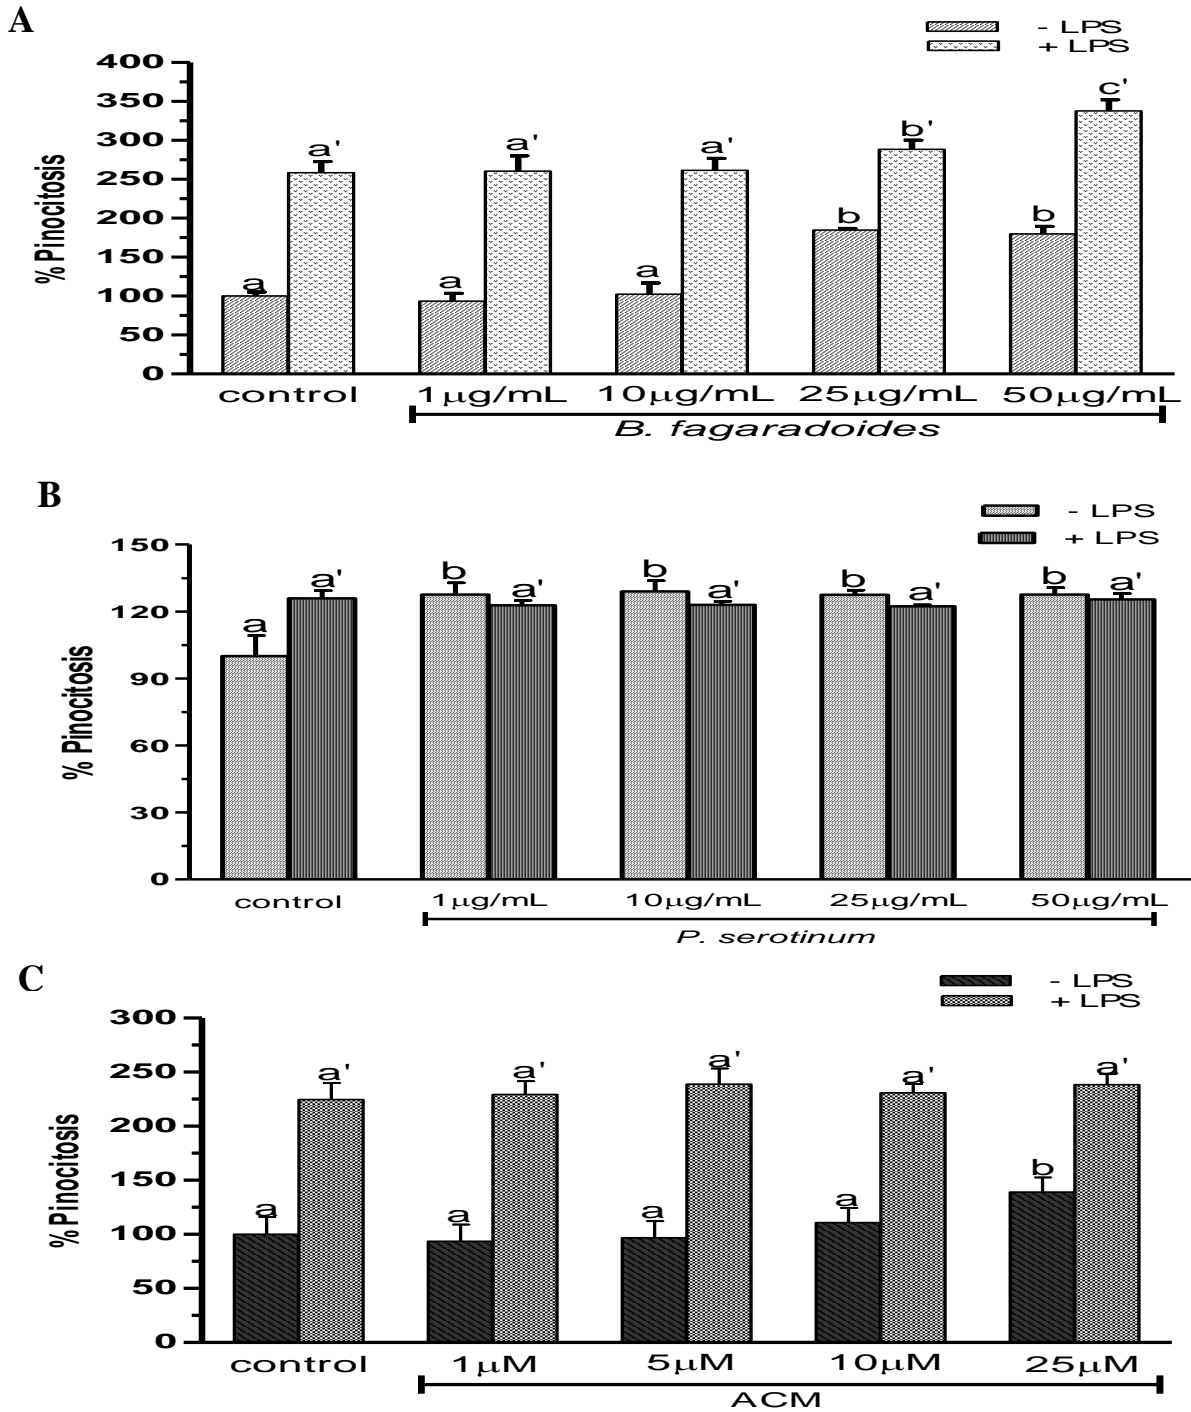 A
- LPS
+ LPS
400
350
300
250
200
150
100
50
0
% Pinocitosis
a a' a a' a a' b b' b c'
control 1μg/mL 10μg/mL 25μg/mL 50μg/mL
B. fagaradoides
B
- LPS
+ LPS
150
120
90
60
30
0
% Pinocitosis
a a' b a' b a' b a' b a'
control 1μg/mL 10μg/mL 25μg/mL 50μg/mL
P. serotinum
C
- LPS
+ LPS
300
250
200
150
100
50
0
% Pinocitosis
a a' a a' a a' a a' b a'
control 1μM 5μM 10μM 25μM
ACM